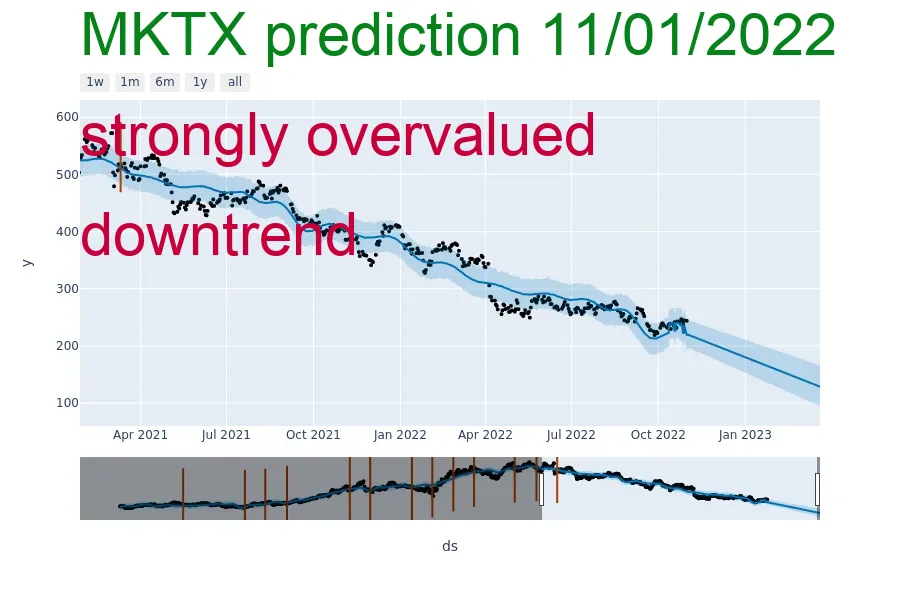 MKTX prediction 11/01/2022
1w 1m 6m 1y all
strongly overvalued
downtrend
600
500
400
300
200
100
y
Apr 2021 Jul 2021 Oct 2021 Jan 2022 Apr 2022 Jul 2022 Oct 2022 Jan 2023
ds